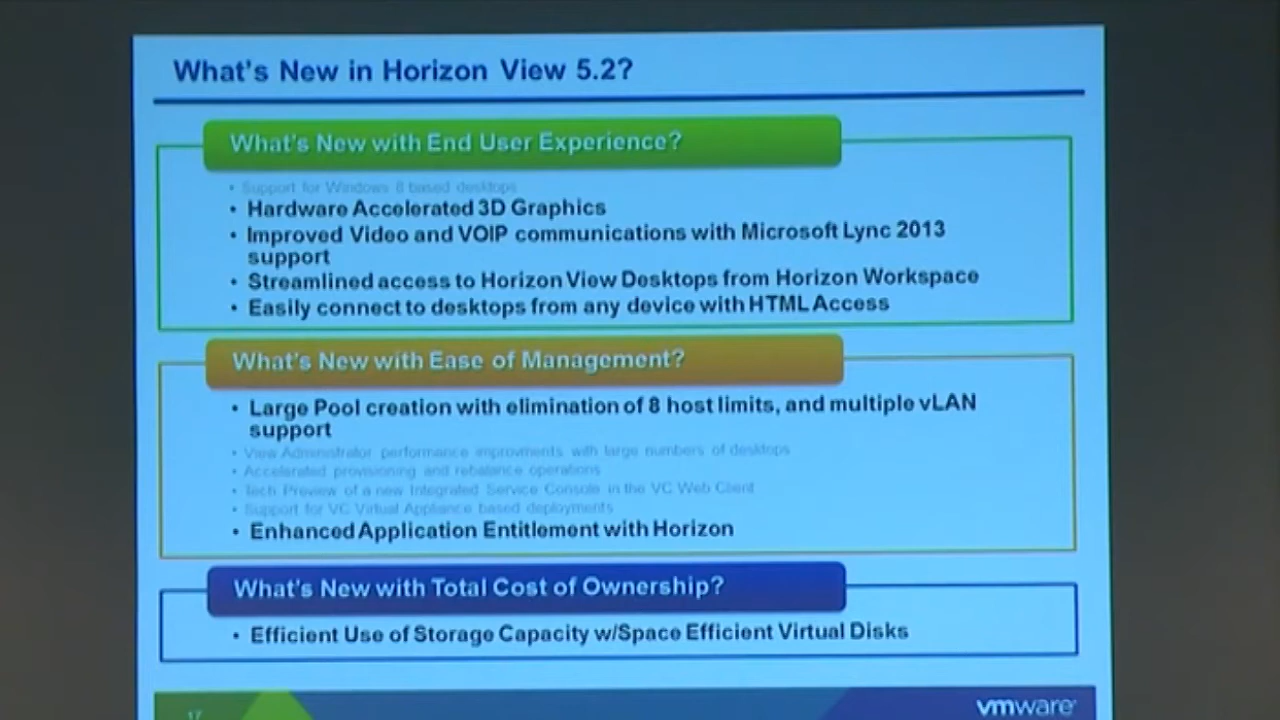 What's New in Horizon View 5.2?
What's New with End User Experience?
• Support for Windows 8 based desktops
• Hardware Accelerated 3D Graphics
• Improved Video and VOIP communications with Microsoft Lync 2013
support
• Streamlined access to Horizon View Desktops from Horizon Workspace
• Easily connect to desktops from any device with HTML Access
What's New with Ease of Management?
• Large Pool creation with elimination of 8 host limits, and multiple vLAN
support
• View Administrator performance improvments with large numbers of desktops
• Accelerated provisioning and rebalance operations
• Tech Preview of a new Integrated Service Console in the VC Web Client
• Support for VC Virtual Appliance based deployments
• Enhanced Application Entitlement with Horizon
What's New with Total Cost of Ownership?
• Efficient Use of Storage Capacity w/Space Efficient Virtual Disks
17
vmware